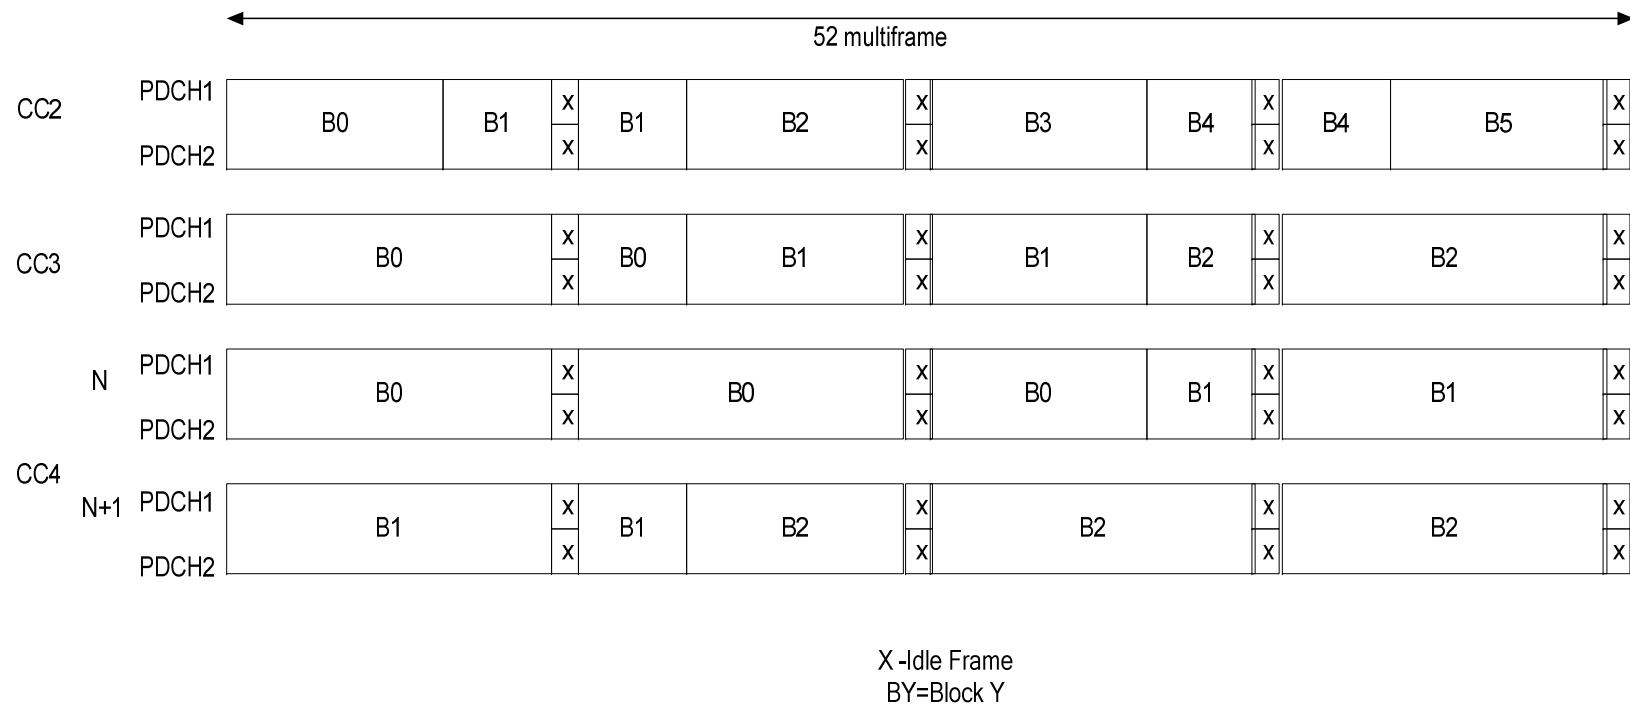 52 multiframe
CC2
PDCH1
PDCH2
B0 B1 X X B1 B2 X X B3 B4 X X B4 B5 X X
CC3
PDCH1
PDCH2
B0 X X B0 B1 X X B1 B2 X X B2 X X
CC4
N
PDCH1
PDCH2
B0 X X B0 X X B0 B1 X X B1 X X
N+1
PDCH1
PDCH2
B1 X X B1 B2 X X B2 X X B2 X X
X -Idle Frame
BY=Block Y